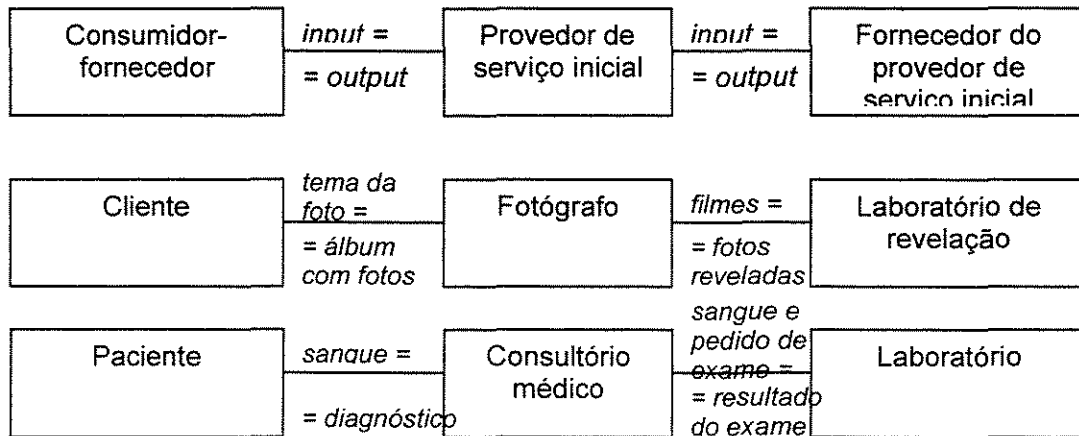 Consumidor-
fornecedor
input =
= output
Provedor de
serviço inicial
input =
= output
Fornecedor do
provedor de
serviço inicial
Cliente
tema da
foto =
= álbum
com fotos
Fotógrafo
filmes =
= fotos
reveladas
Laboratório de
revelação
Paciente
sangue =
= diagnóstico
Consultório
médico
sangue e
pedido de
exame =
= resultado
do exame
Laboratório